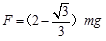 F = (2 − √3/3) mg